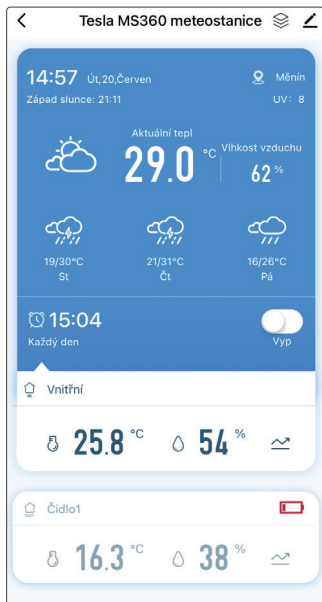 Tesla MS360 meteostanice
14:57 Út,20,Červen
Měnín
Západ slunce: 21:11
UV: 8
Aktuální tepl
29.0 °C
Vlhkost vzduchu
62 %
19/30°C
St
21/31°C
Čt
16/26°C
Pá
15:04
Každý den
Vyp
IN
Vnitřní
25.8 °C
54 %
OUT
Čidlo1
16.3 °C
38 %